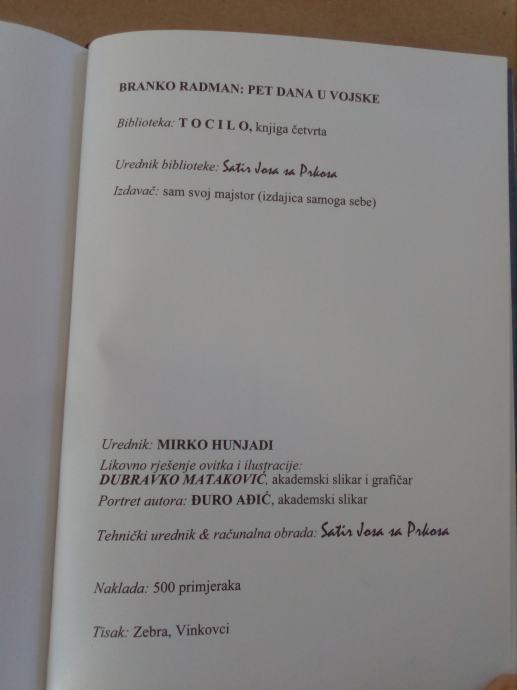 BRANKO RADMAN: PET DANA U VOJSKE
Biblioteka: T O C I L O, knjiga četvrta
Urednik biblioteke: Satir Josa sa Prkosa
Izdavač: sam svoj majstor (izdajica samoga sebe)
Urednik: MIRKO HUNJADI
Likovno rješenje ovitka i ilustracije:
DUBRAVKO MATAKOVIĆ, akademski slikar i grafičar
Portret autora: ĐURO AĐIĆ, akademski slikar
Tehnički urednik & računalna obrada: Satir Josa sa Prkosa
Naklada: 500 primjeraka
Tisak: Zebra, Vinkovci